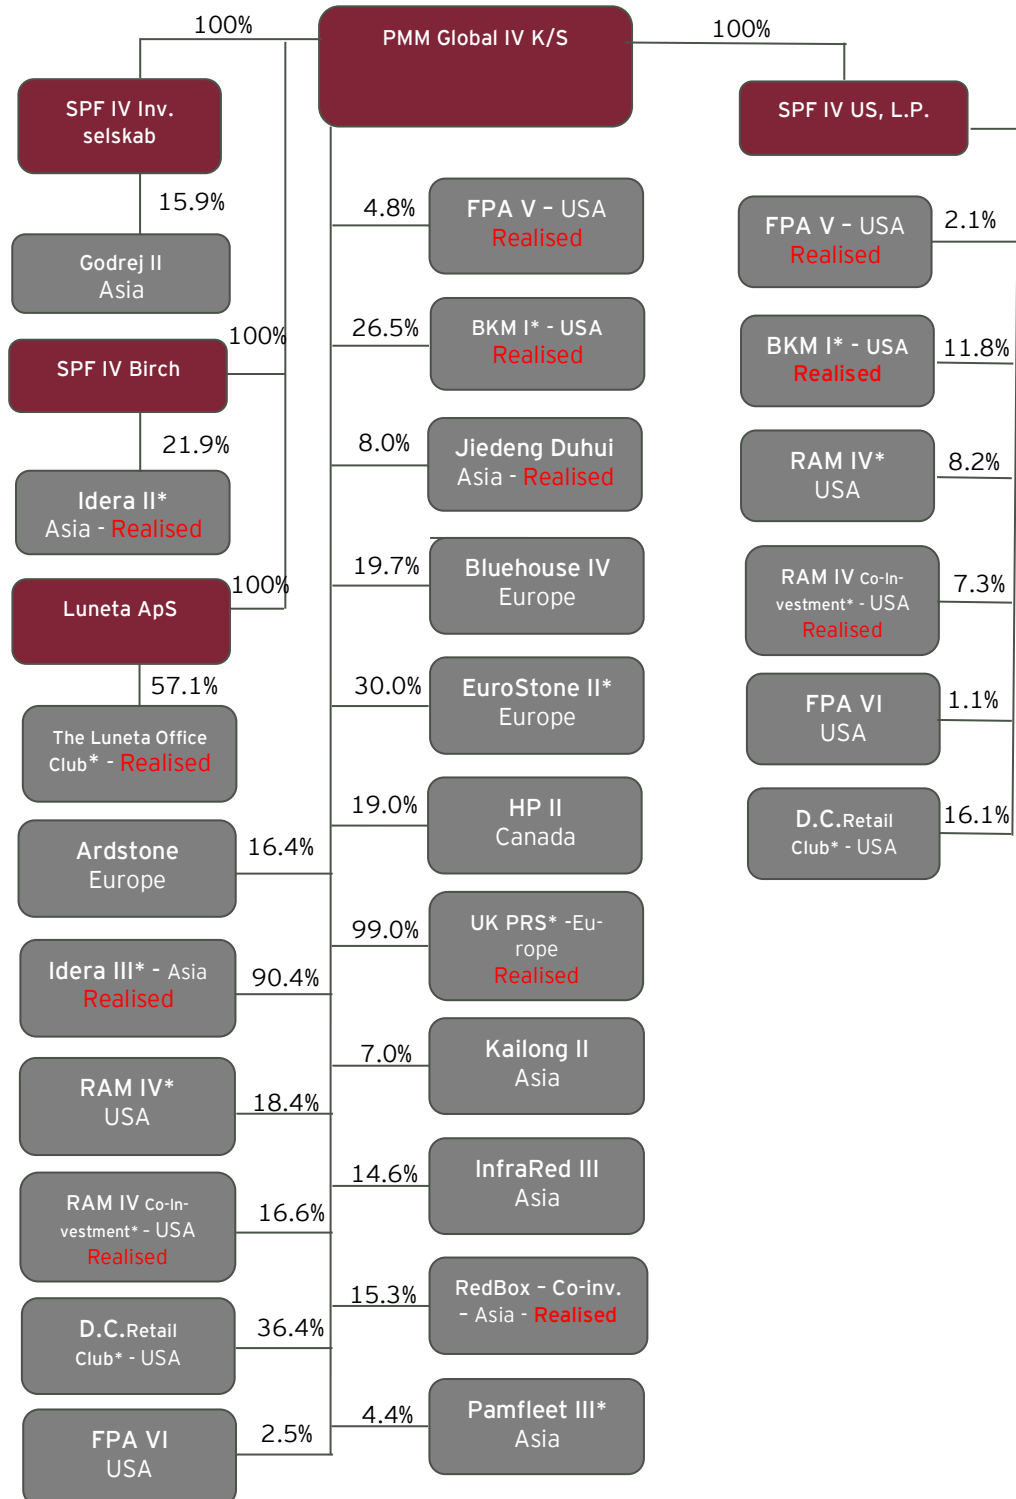 100%
PMM Global IV K/S
100%
SPF IV Inv.
selskab
SPF IV US, L.P.
15.9%
Godrej II
Asia
100%
SPF IV Birch
21.9%
Idera II*
Asia - Realised
100%
Luneta ApS
57.1%
The Luneta Office
Club* - Realised
Ardstone
Europe
16.4%
Idera III* - Asia
Realised
90.4%
RAM IV*
USA
18.4%
RAM IV Co-In-
vestment* - USA
Realised
16.6%
D.C.Retail
Club* - USA
36.4%
FPA VI
USA
2.5%
4.8%
FPA V – USA
Realised
26.5%
BKM I* - USA
Realised
8.0%
Jiedeng Duhui
Asia - Realised
19.7%
Bluehouse IV
Europe
30.0%
EuroStone II*
Europe
19.0%
HP II
Canada
99.0%
UK PRS* -Eu-
rope
Realised
7.0%
Kailong II
Asia
14.6%
InfraRed III
Asia
15.3%
RedBox – Co-inv.
– Asia - Realised
4.4%
Pamfleet III*
Asia
FPA V – USA
Realised
2.1%
BKM I* - USA
Realised
11.8%
RAM IV*
USA
8.2%
RAM IV Co-In-
vestment* - USA
Realised
7.3%
FPA VI
USA
1.1%
D.C.Retail
Club* - USA
16.1%